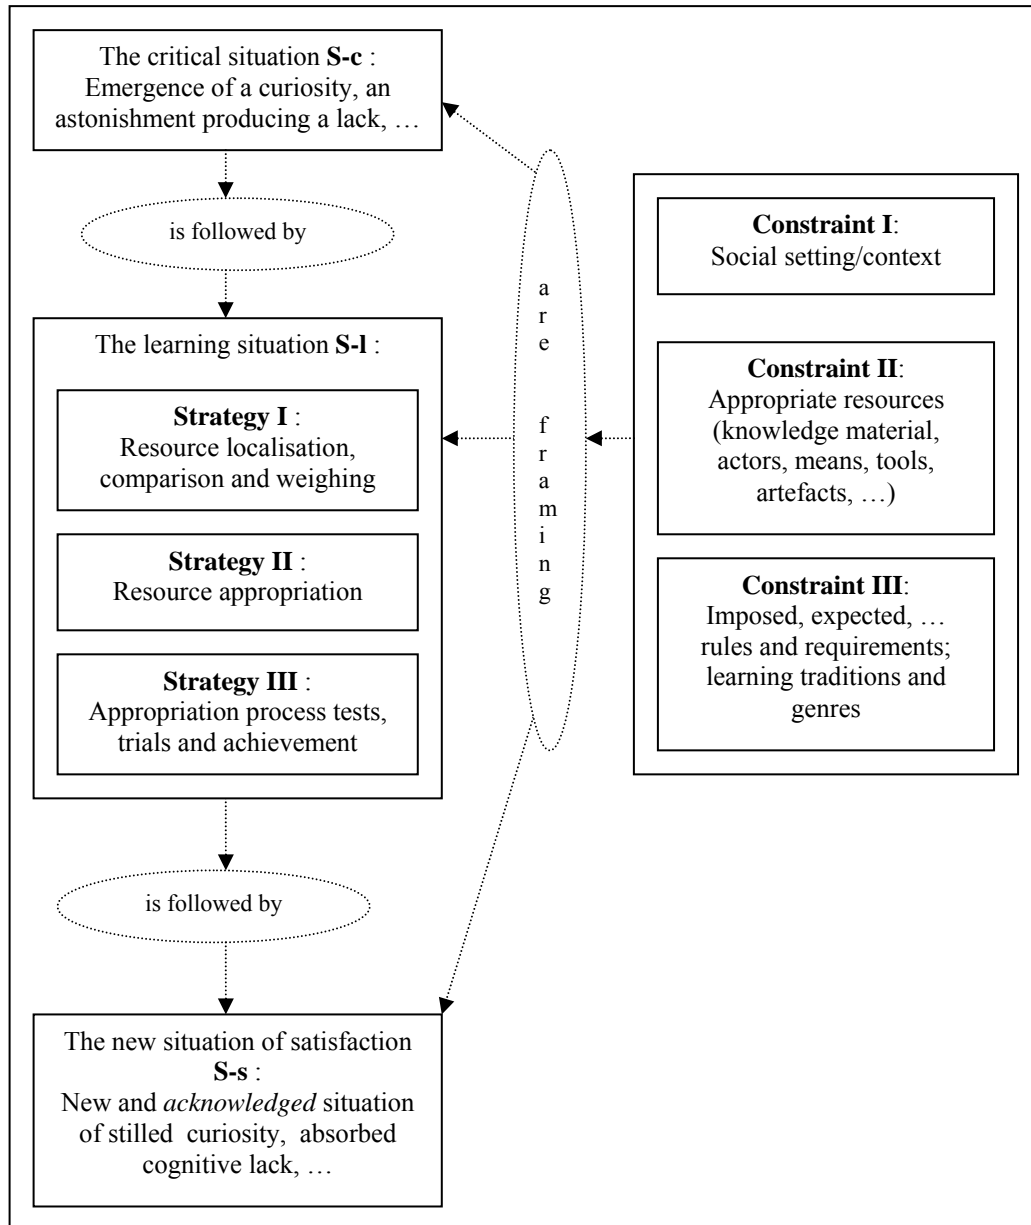 The critical situation S-c :
Emergence of a curiosity, an
astonishment producing a lack, …
is followed by
The learning situation S-l :
Strategy I :
Resource localisation,
comparison and weighing
Strategy II :
Resource appropriation
Strategy III :
Appropriation process tests,
trials and achievement
is followed by
The new situation of satisfaction
S-s :
New and acknowledged situation
of stilled curiosity, absorbed
cognitive lack, …
are framing
Constraint I:
Social setting/context
Constraint II:
Appropriate resources
(knowledge material,
actors, means, tools,
artefacts, …)
Constraint III:
Imposed, expected, …
rules and requirements;
learning traditions and
genres